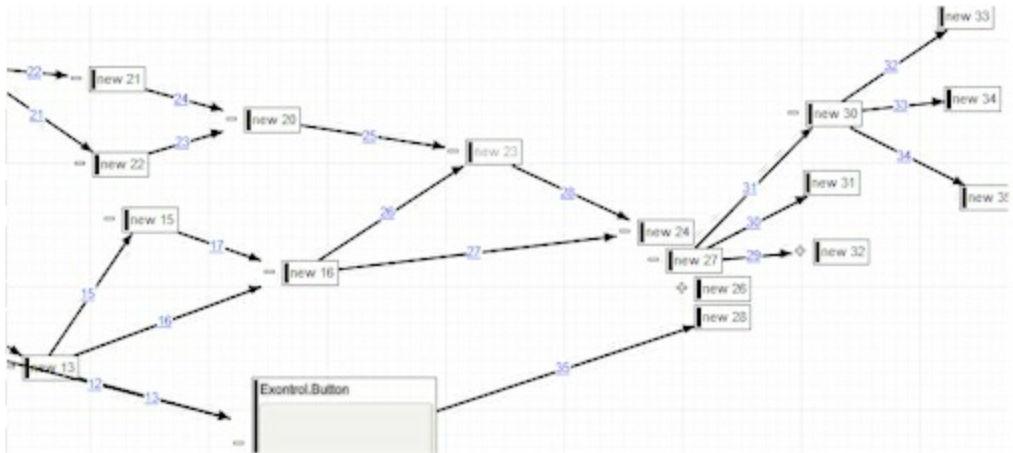 new 33
32
22
new 21
24
33
new 34
21
new 20
new 30
25
23
new 22
new 23
34
31
28
new 31
new 35
26
new 15
30
17
new 24
27
29
new 32
new 27
new 16
15
new 26
16
new 28
new 13
35
12
13
Exontrol.Button